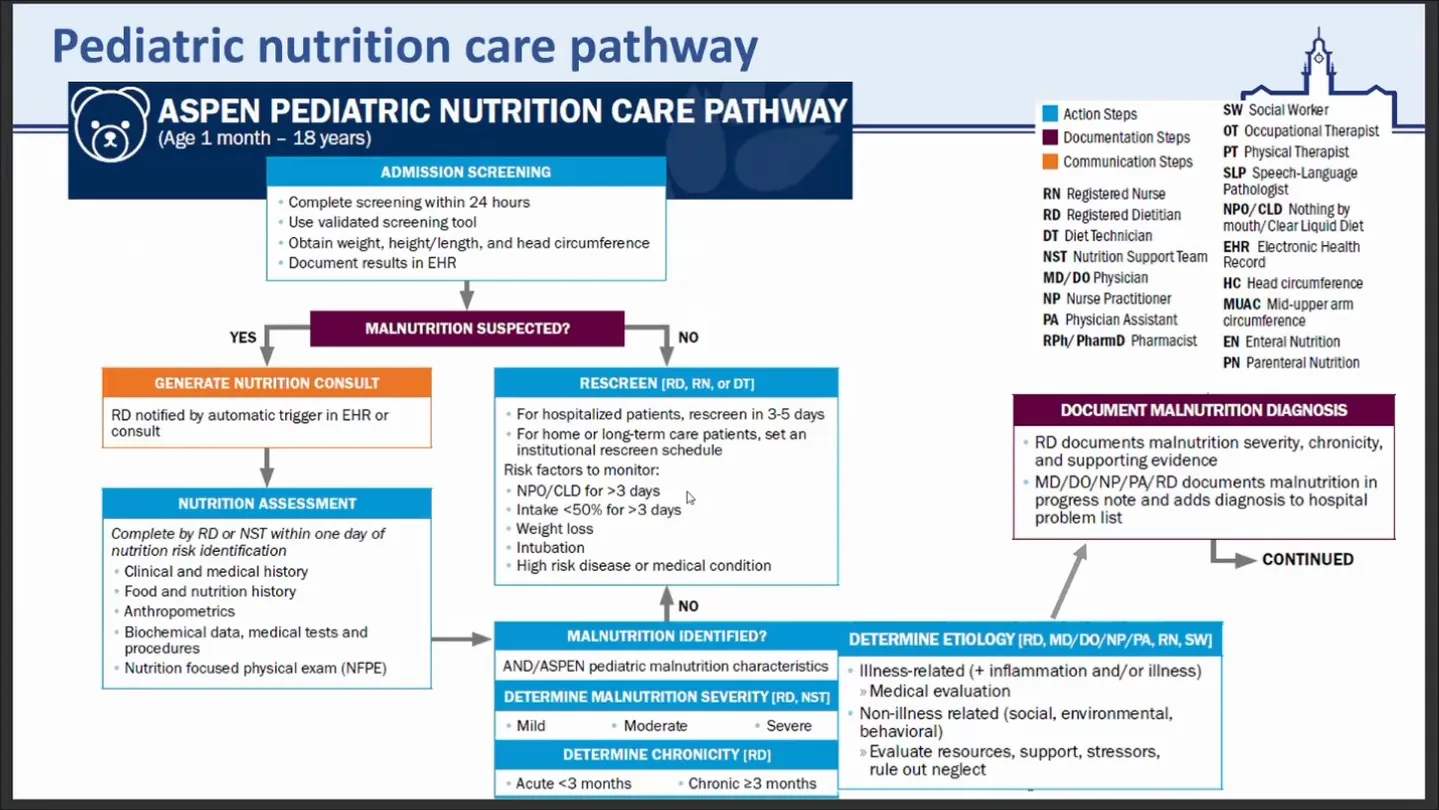 Pediatric nutrition care pathway
ASPEN PEDIATRIC NUTRITION CARE PATHWAY
(Age 1 month – 18 years)
ADMISSION SCREENING
• Complete screening within 24 hours
• Use validated screening tool
• Obtain weight, height/length, and head circumference
• Document results in EHR
MALNUTRITION SUSPECTED?
YES
NO
GENERATE NUTRITION CONSULT
RD notified by automatic trigger in EHR or
consult
NUTRITION ASSESSMENT
Complete by RD or NST within one day of
nutrition risk identification
• Clinical and medical history
• Food and nutrition history
• Anthropometrics
• Biochemical data, medical tests and
procedures
• Nutrition focused physical exam (NFPE)
RESCREEN [RD, RN, or DT]
• For hospitalized patients, rescreen in 3-5 days
• For home or long-term care patients, set an
institutional rescreen schedule
Risk factors to monitor:
• NPO/CLD for >3 days
• Intake <50% for >3 days
• Weight loss
• Intubation
• High risk disease or medical condition
NO
MALNUTRITION IDENTIFIED?
AND/ASPEN pediatric malnutrition characteristics
DETERMINE MALNUTRITION SEVERITY [RD, NST]
• Mild • Moderate • Severe
DETERMINE CHRONICITY [RD]
• Acute <3 months • Chronic ≥3 months
DETERMINE ETIOLOGY [RD, MD/DO/NP/PA, RN, SW]
• Illness-related (+ inflammation and/or illness)
» Medical evaluation
• Non-illness related (social, environmental,
behavioral)
» Evaluate resources, support, stressors,
rule out neglect
DOCUMENT MALNUTRITION DIAGNOSIS
• RD documents malnutrition severity, chronicity,
and supporting evidence
• MD/DO/NP/PA/RD documents malnutrition in
progress note and adds diagnosis to hospital
problem list
CONTINUED
Action Steps
Documentation Steps
Communication Steps
RN Registered Nurse
RD Registered Dietitian
DT Diet Technician
NST Nutrition Support Team
MD/DO Physician
NP Nurse Practitioner
PA Physician Assistant
RPh/PharmD Pharmacist
SW Social Worker
OT Occupational Therapist
PT Physical Therapist
SLP Speech-Language
Pathologist
NPO/CLD Nothing by
mouth/Clear Liquid Diet
EHR Electronic Health
Record
HC Head circumference
MUAC Mid-upper arm
circumference
EN Enteral Nutrition
PN Parenteral Nutrition